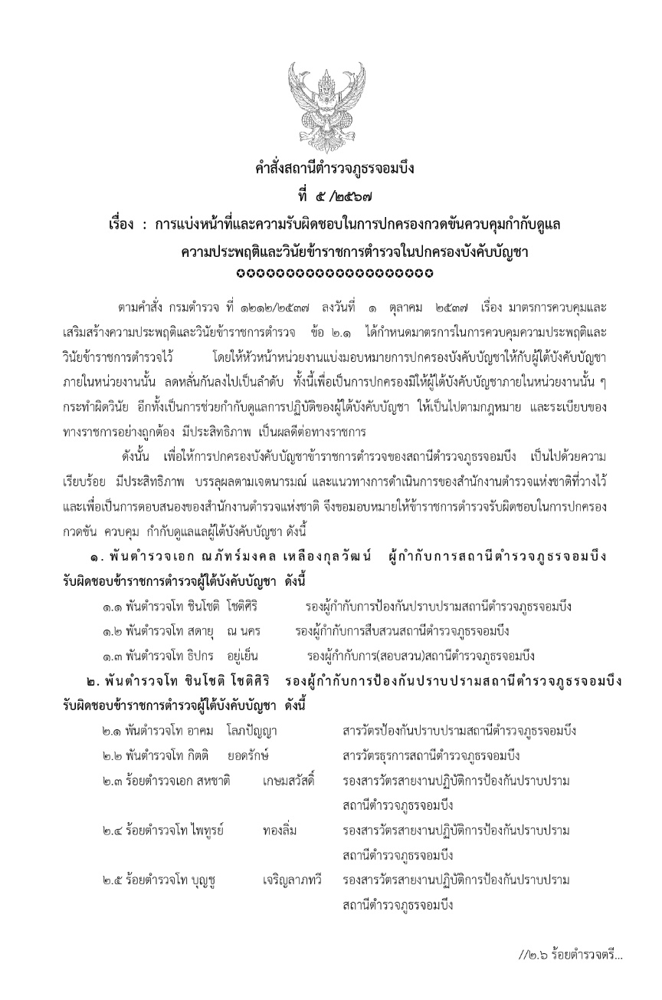 คำสั่งสถานีตำรวจภูธรจอมบึง
ที่ ๕ /๒๕๖๗
เรื่อง : การแบ่งหน้าที่และความรับผิดชอบในการปกครองกวดขันควบคุมกำกับดูแล
ความประพฤติและวินัยข้าราชการตำรวจในปกครองบังคับบัญชา
✪✪✪✪✪✪✪✪✪✪✪✪✪✪✪✪✪✪✪✪
ตามคำสั่ง กรมตำรวจ ที่ ๑๒๑๒/๒๕๓๗ ลงวันที่ ๑ ตุลาคม ๒๕๓๗ เรื่อง มาตรการควบคุมและ
เสริมสร้างความประพฤติและวินัยข้าราชการตำรวจ ข้อ ๒.๑ ได้กำหนดมาตรการในการควบคุมความประพฤติและ
วินัยข้าราชการตำรวจไว้ โดยให้หัวหน้าหน่วยงานแบ่งมอบหมายการปกครองบังคับบัญชาให้กับผู้ใต้บังคับบัญชา
ภายในหน่วยงานนั้น ลดหลั่นกันลงไปเป็นลำดับ ทั้งนี้เพื่อเป็นการปกครองมิให้ผู้ใต้บังคับบัญชาภายในหน่วยงานนั้น ๆ
กระทำผิดวินัย อีกทั้งเป็นการช่วยกำกับดูแลการปฏิบัติของผู้ใต้บังคับบัญชา ให้เป็นไปตามกฎหมาย และระเบียบของ
ทางราชการอย่างถูกต้อง มีประสิทธิภาพ เป็นผลดีต่อทางราชการ
ดังนั้น เพื่อให้การปกครองบังคับบัญชาข้าราชการตำรวจของสถานีตำรวจภูธรจอมบึง เป็นไปด้วยความ
เรียบร้อย มีประสิทธิภาพ บรรลุผลตามเจตนารมณ์ และแนวทางการดำเนินการของสำนักงานตำรวจแห่งชาติที่วางไว้
และเพื่อเป็นการตอบสนองของสำนักงานตำรวจแห่งชาติ จึงขอมอบหมายให้ข้าราชการตำรวจรับผิดชอบในการปกครอง
กวดขัน ควบคุม กำกับดูแลแลผู้ใต้บังคับบัญชา ดังนี้
๑. พันตำรวจเอก ณภัทร์มงคล เหลืองกุลวัฒน์ ผู้กำกับการสถานีตำรวจภูธรจอมบึง
รับผิดชอบข้าราชการตำรวจผู้ใต้บังคับบัญชา ดังนี้
๑.๑ พันตำรวจโท ชินโชติ โชติศิริ รองผู้กำกับการป้องกันปราบปรามสถานีตำรวจภูธรจอมบึง
๑.๒ พันตำรวจโท สดายุ ณ นคร รองผู้กำกับการสืบสวนสถานีตำรวจภูธรจอมบึง
๑.๓ พันตำรวจโท ธิปกร อยู่เย็น รองผู้กำกับการ(สอบสวน)สถานีตำรวจภูธรจอมบึง
๒. พันตำรวจโท ชินโชติ โชติศิริ รองผู้กำกับการป้องกันปราบปรามสถานีตำรวจภูธรจอมบึง
รับผิดชอบข้าราชการตำรวจผู้ใต้บังคับบัญชา ดังนี้
๒.๑ พันตำรวจโท อาคม โลภปัญญา สารวัตรป้องกันปราบปรามสถานีตำรวจภูธรจอมบึง
๒.๒ พันตำรวจโท กิตติ ยอดรักษ์ สารวัตรธุรการสถานีตำรวจภูธรจอมบึง
๒.๓ ร้อยตำรวจเอก สหชาติ เกษมสวัสดิ์ รองสารวัตรสายงานปฏิบัติการป้องกันปราบปราม
สถานีตำรวจภูธรจอมบึง
๒.๔ ร้อยตำรวจโท ไพฑูรย์ ทองลิ่ม รองสารวัตรสายงานปฏิบัติการป้องกันปราบปราม
สถานีตำรวจภูธรจอมบึง
๒.๕ ร้อยตำรวจโท บุญชู เจริญลาภทวี รองสารวัตรสายงานปฏิบัติการป้องกันปราบปราม
สถานีตำรวจภูธรจอมบึง
//๒.๖ ร้อยตำรวจตรี...